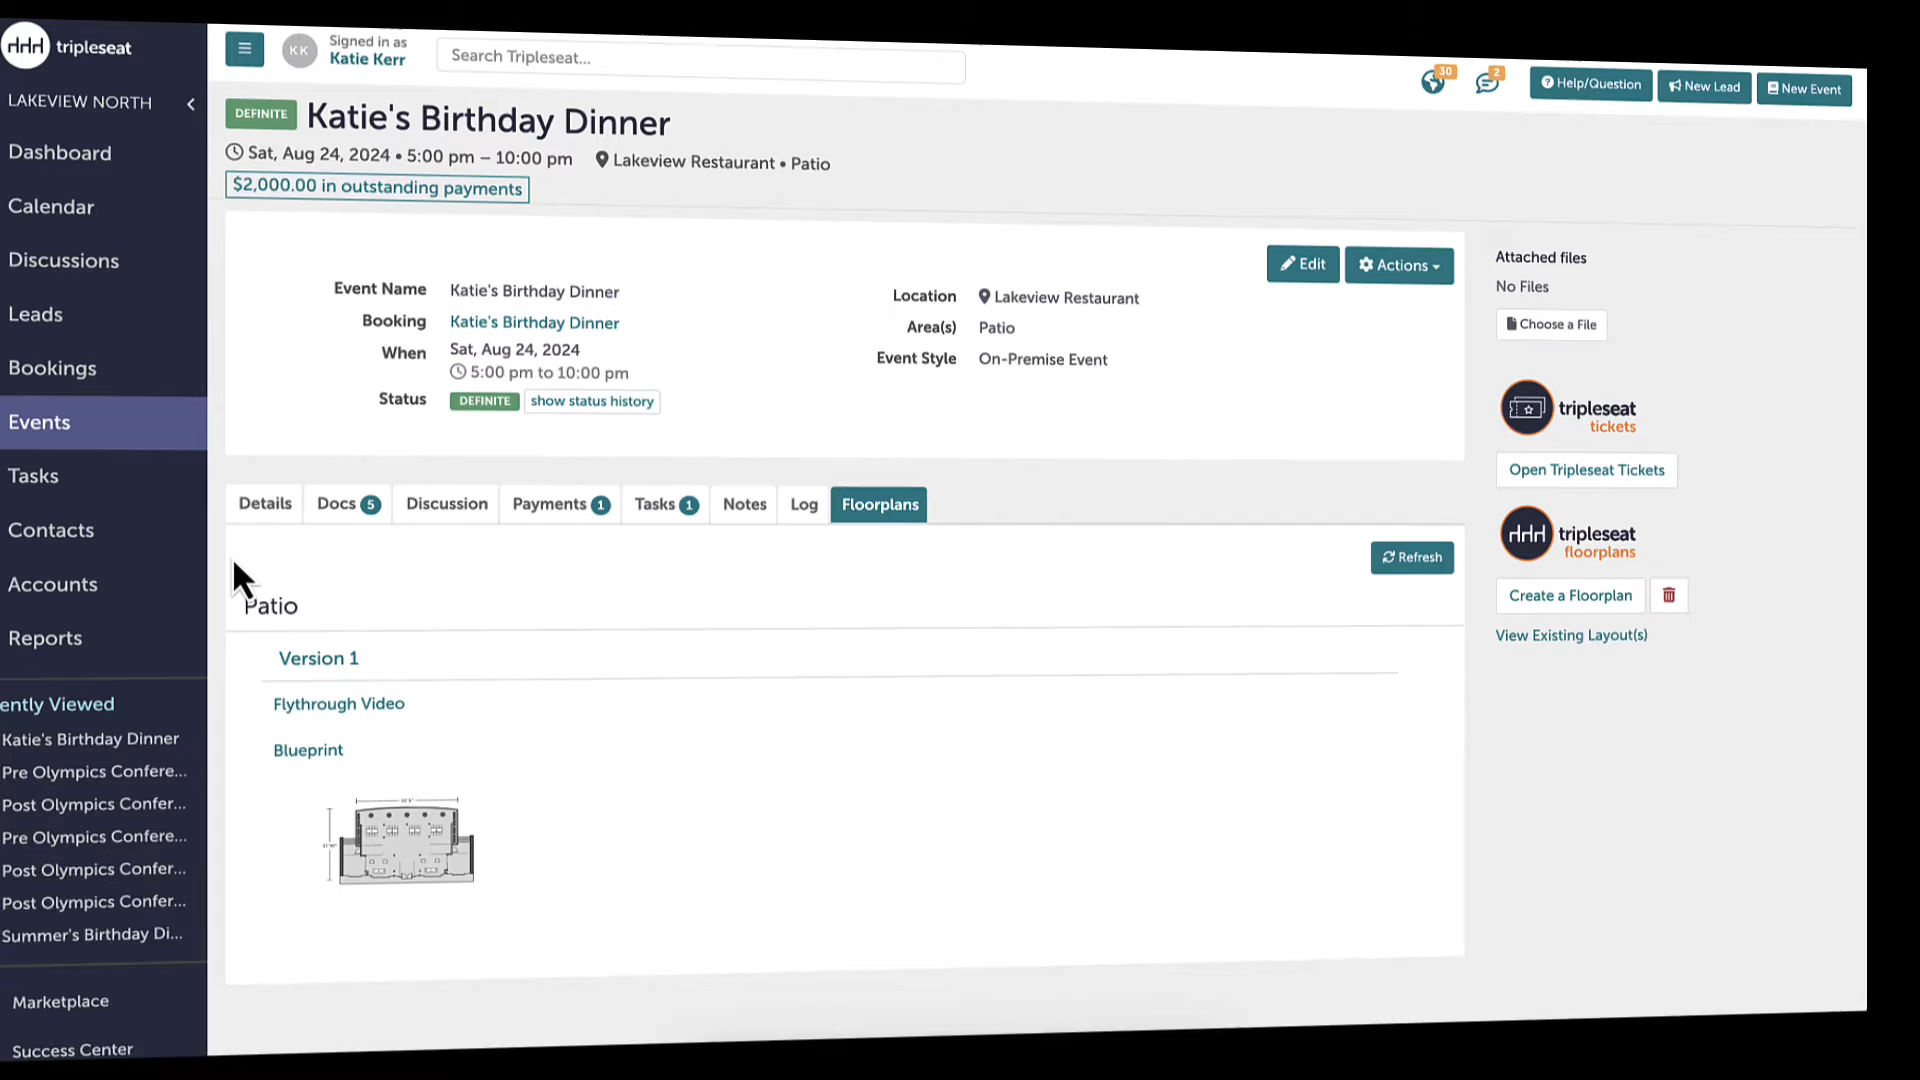 tripleseat
LAKEVIEW NORTH
Dashboard
Calendar
Discussions
Leads
Bookings
Events
Tasks
Contacts
Accounts
Reports
ently Viewed
Katie's Birthday Dinner
Pre Olympics Confere...
Post Olympics Confer...
Pre Olympics Confere...
Post Olympics Confer...
Post Olympics Confer...
Summer's Birthday Di...
Marketplace
Success Center
KK
Signed in as
Katie Kerr
Search Tripleseat...
30
2
Help/Question
New Lead
New Event
DEFINITE Katie's Birthday Dinner
Sat, Aug 24, 2024 • 5:00 pm – 10:00 pm Lakeview Restaurant • Patio
$2,000.00 in outstanding payments
Edit
Actions
Event Name Katie's Birthday Dinner
Booking Katie's Birthday Dinner
When Sat, Aug 24, 2024
5:00 pm to 10:00 pm
Status DEFINITE show status history
Location Lakeview Restaurant
Area(s) Patio
Event Style On-Premise Event
Details
Docs 5
Discussion
Payments 1
Tasks 1
Notes
Log
Floorplans
Refresh
Patio
Version 1
Flythrough Video
Blueprint
Attached files
No Files
Choose a File
tripleseat
tickets
Open Tripleseat Tickets
tripleseat
floorplans
Create a Floorplan
View Existing Layout(s)